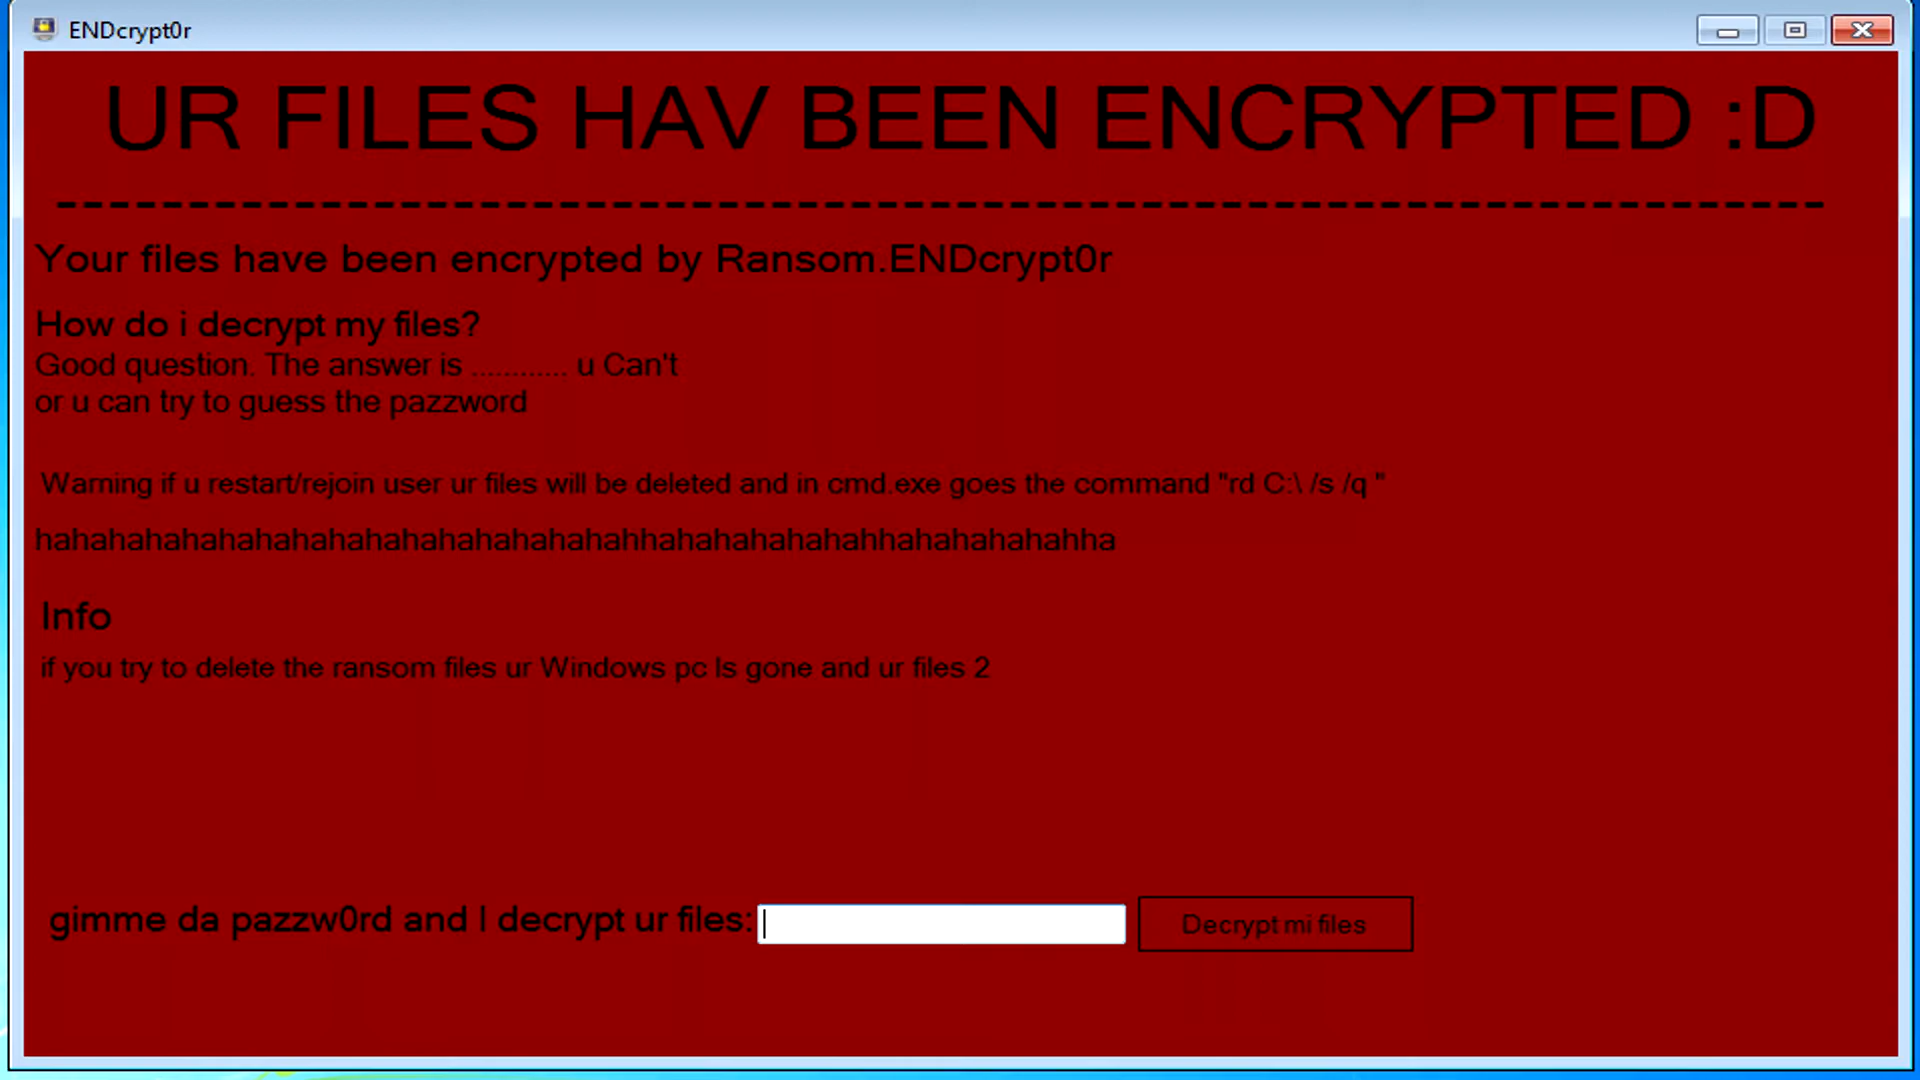 ENDcrypt0r
UR FILES HAV BEEN ENCRYPTED :D
--------------------------------------------------------------------
Your files have been encrypted by Ransom.ENDcrypt0r
How do i decrypt my files?
Good question. The answer is ............ u Can't
or u can try to guess the pazzword
Warning if u restart/rejoin user ur files will be deleted and in cmd.exe goes the command "rd C:\ /s /q "
hahahahahahahahahahahahahahahahahhahahahahahahhahahahahahha
Info
if you try to delete the ransom files ur Windows pc Is gone and ur files 2
gimme da pazzw0rd and I decrypt ur files:
Decrypt mi files